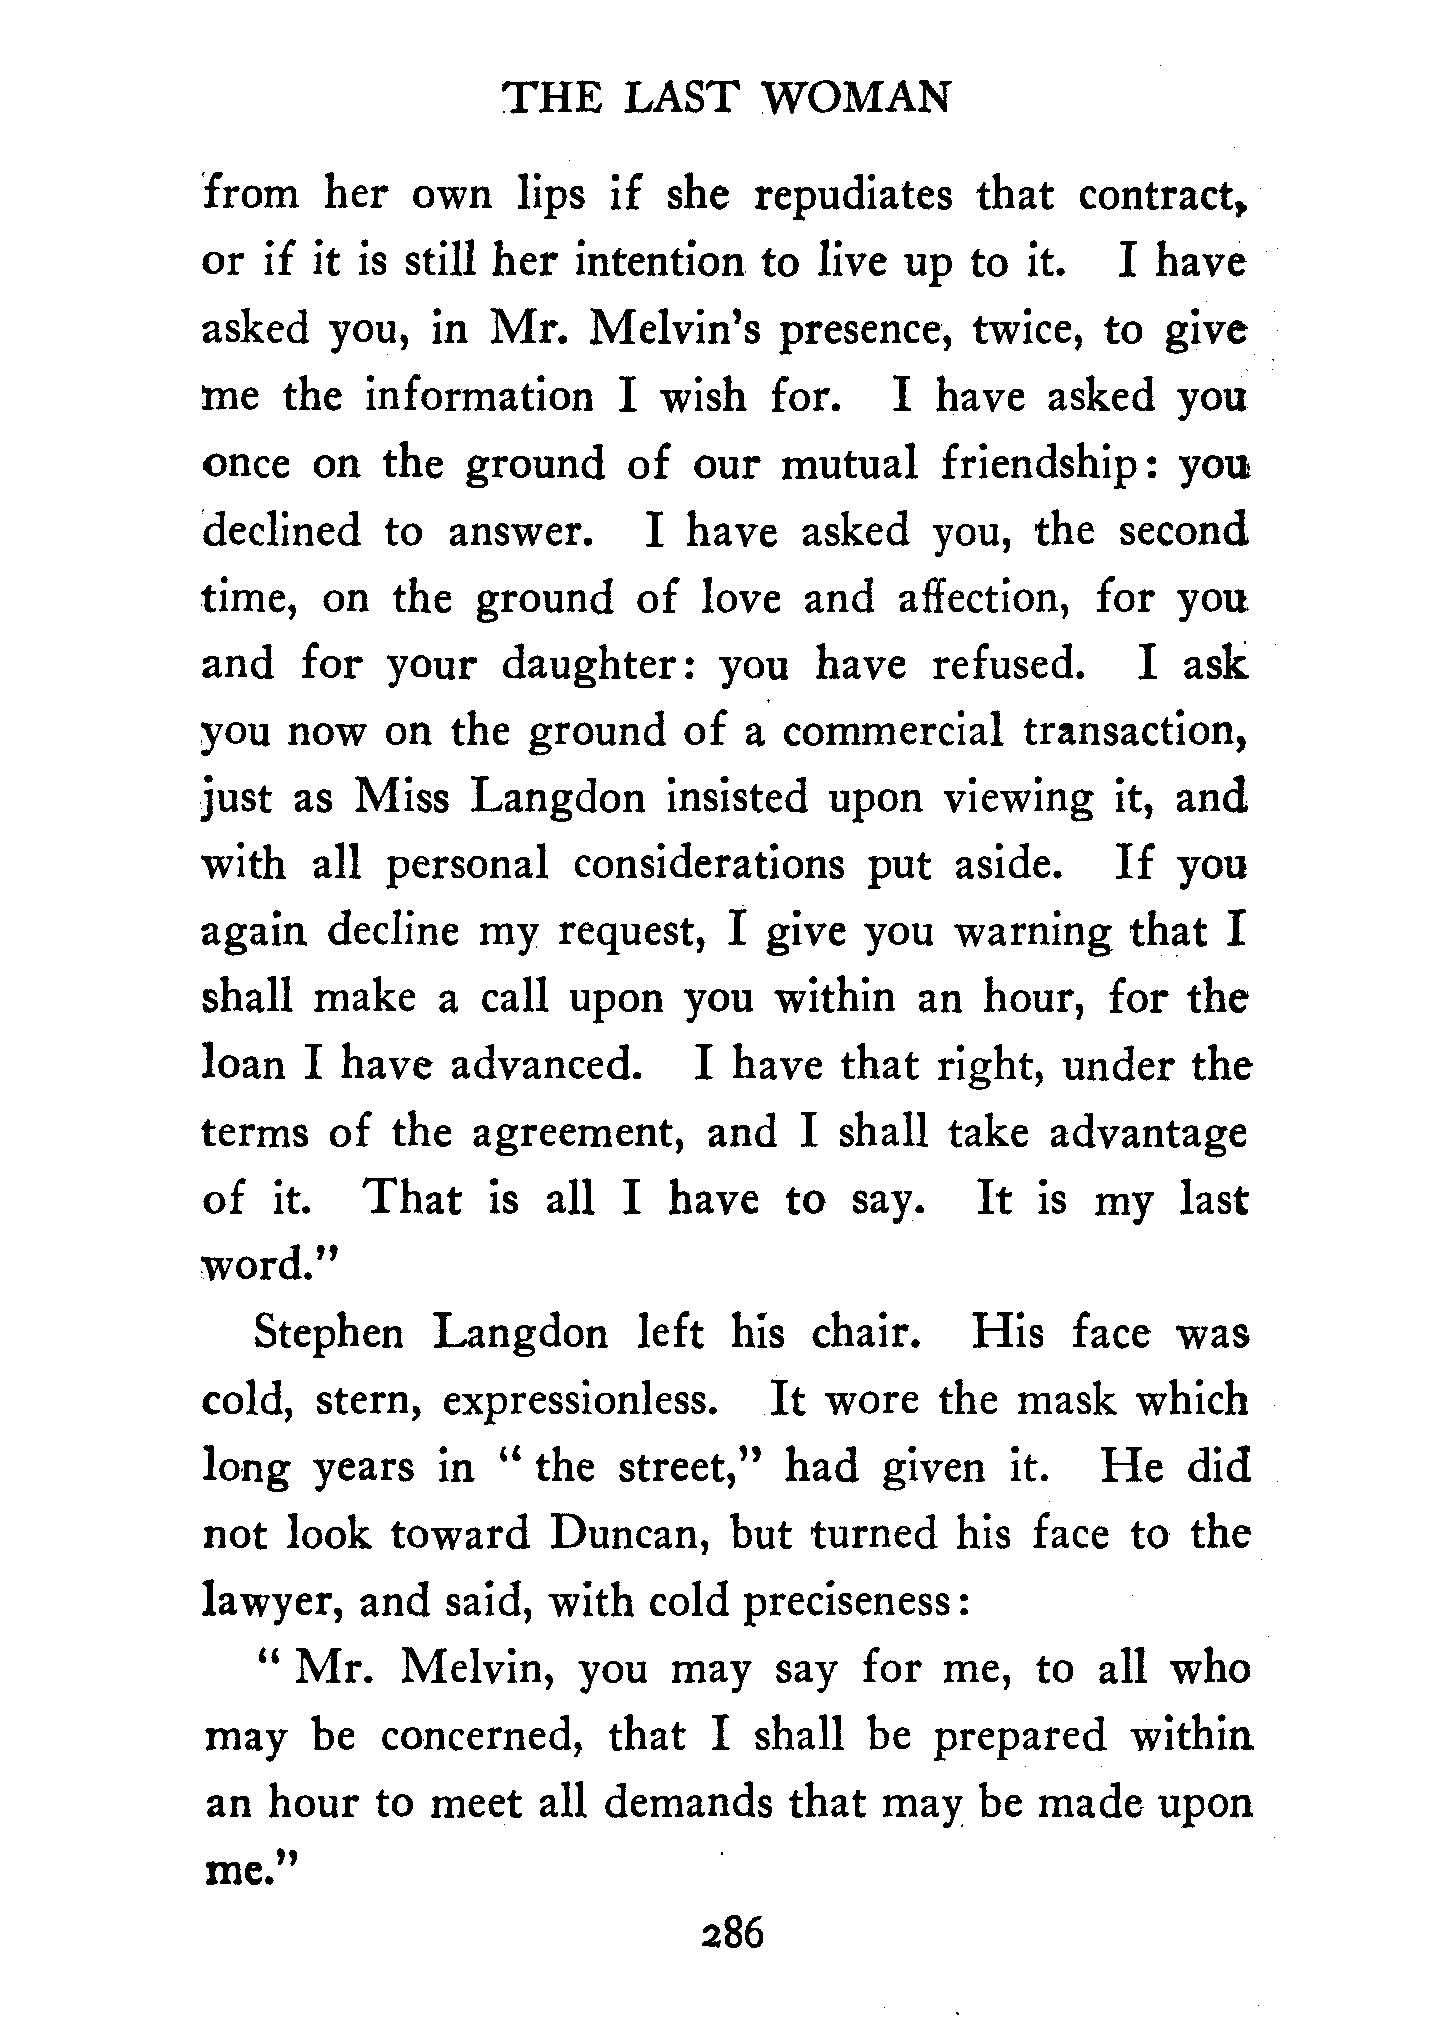 THE LAST WOMAN
from her own lips if she repudiates that contract,
or if it is still her intention to live up to it. I have
asked you, in Mr. Melvin's presence, twice, to give
me the information I wish for. I have asked you
once on the ground of our mutual friendship: you
declined to answer. I have asked you, the second
time, on the ground of love and affection, for you
and for your daughter: you have refused. I ask
you now on the ground of a commercial transaction,
just as Miss Langdon insisted upon viewing it, and
with all personal considerations put aside. If you
again decline my request, I give you warning that I
shall make a call upon you within an hour, for the
loan I have advanced. I have that right, under the
terms of the agreement, and I shall take advantage
of it. That is all I have to say. It is my last
word."
Stephen Langdon left his chair. His face was
cold, stern, expressionless. It wore the mask which
long years in " the street," had given it. He did
not look toward Duncan, but turned his face to the
lawyer, and said, with cold preciseness:
" Mr. Melvin, you may say for me, to all who
may be concerned, that I shall be prepared within
an hour to meet all demands that may be made upon
me."
286